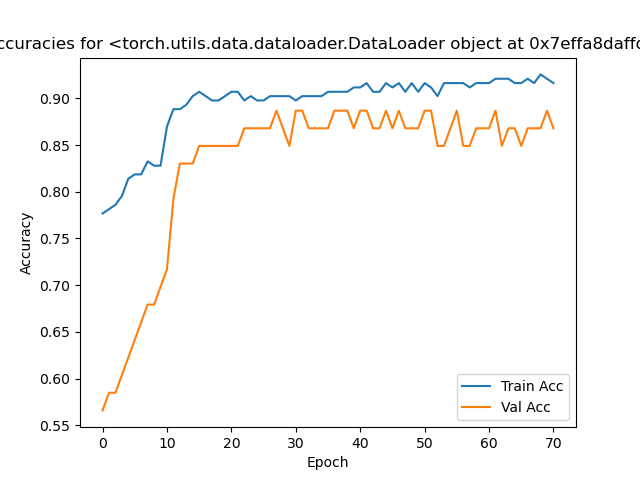 ccuracies for <torch.utils.data.dataloader.DataLoader object at 0x7effa8daffd
0.90
0.85
0.80
0.75
0.70
0.65
0.60
0.55
Accuracy
0 10 20 30 40 50 60 70
Epoch
Train Acc
Val Acc